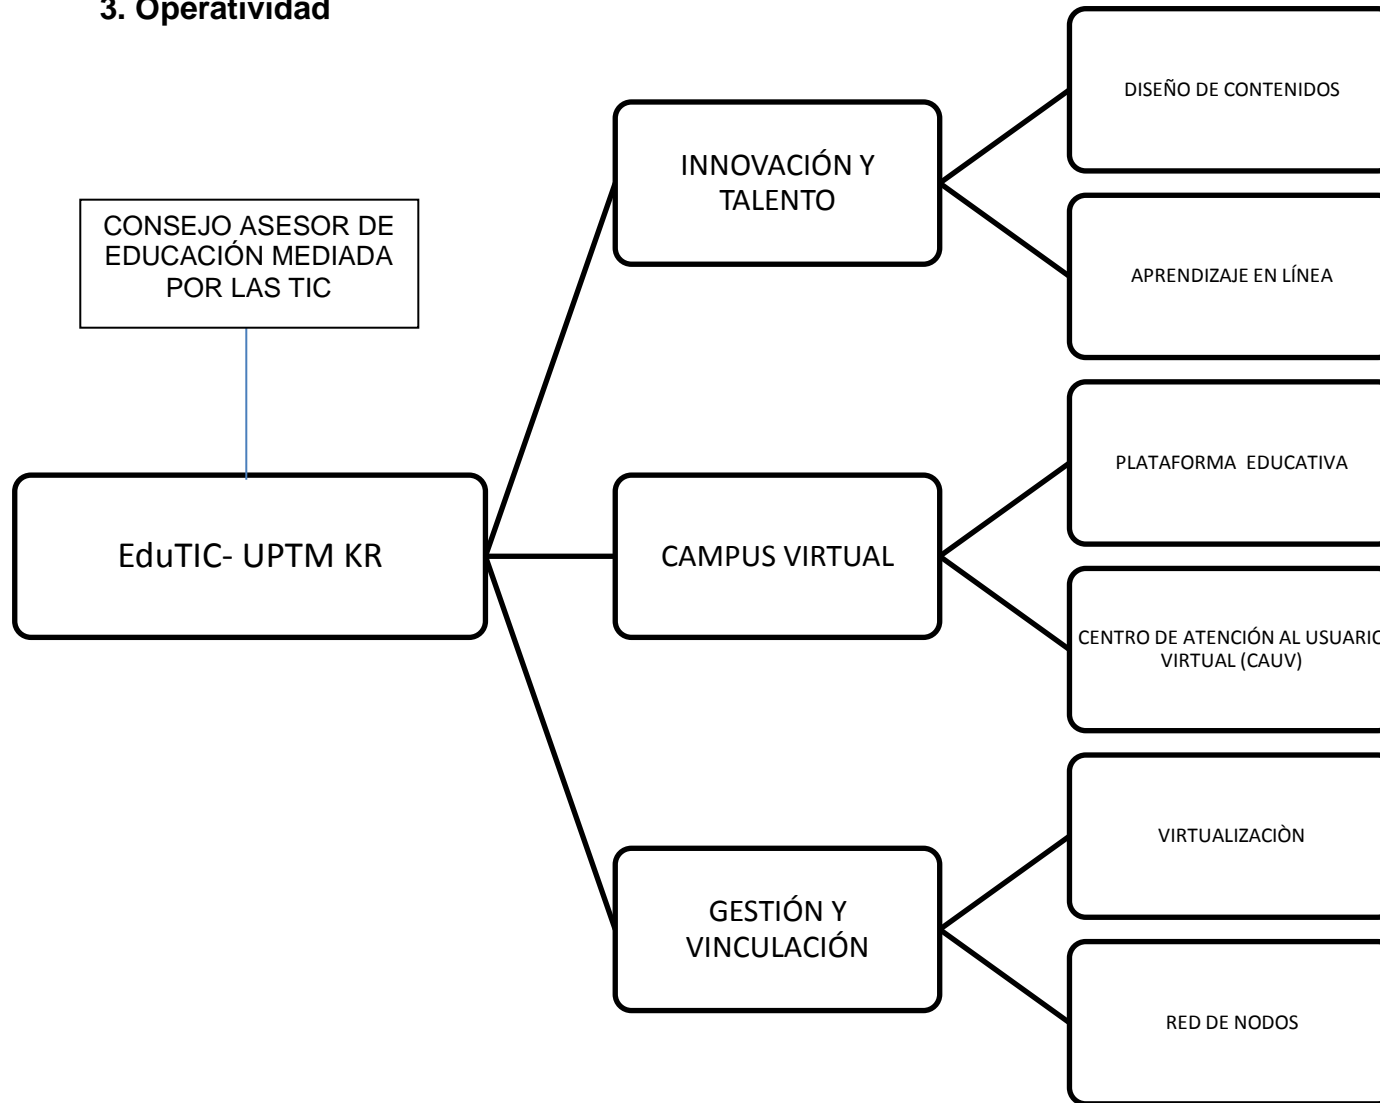 3. Operatividad
CONSEJO ASESOR DE
EDUCACIÓN MEDIADA
POR LAS TIC
EduTIC- UPTM KR
INNOVACIÓN Y
TALENTO
DISEÑO DE CONTENIDOS
APRENDIZAJE EN LÍNEA
CAMPUS VIRTUAL
PLATAFORMA  EDUCATIVA
CENTRO DE ATENCIÓN AL USUARIO
VIRTUAL (CAUV)
GESTIÓN Y
VINCULACIÓN
VIRTUALIZACIÒN
RED DE NODOS